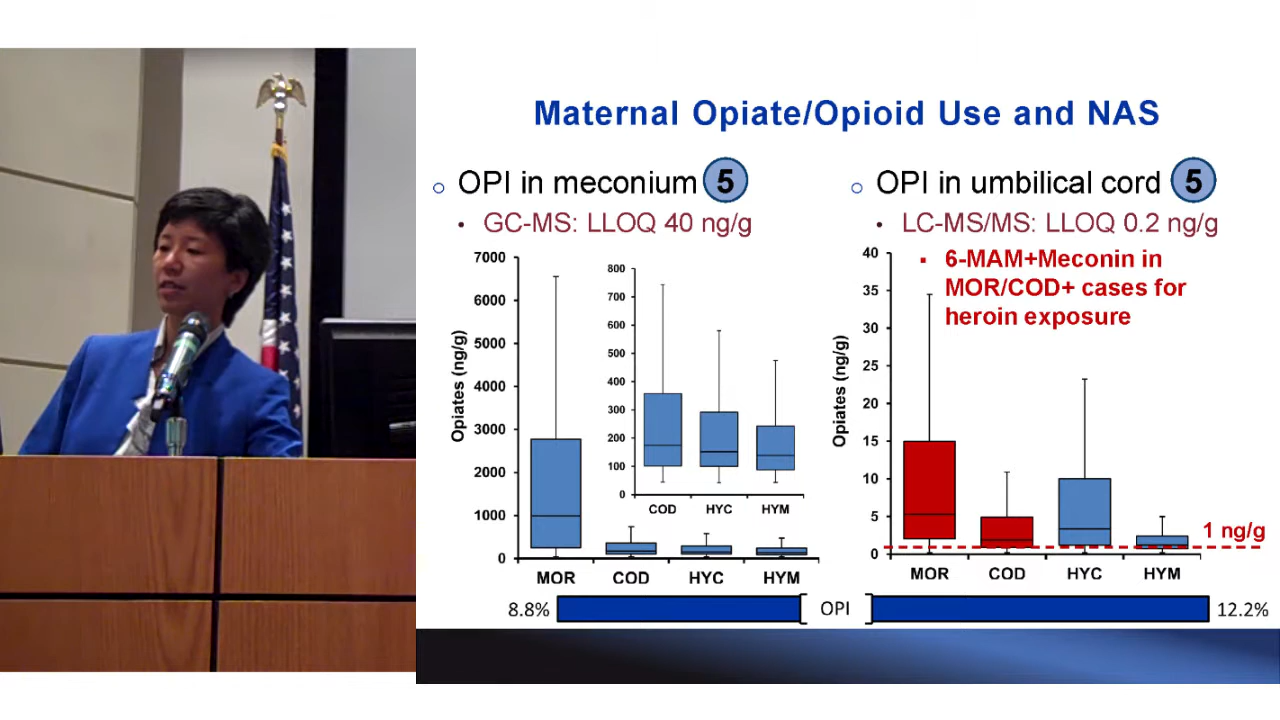 Maternal Opiate/Opioid Use and NAS
OPI in meconium 5
GC-MS: LLOQ 40 ng/g
7000
6000
5000
4000
3000
2000
1000
0
Opiates (ng/g)
MOR COD HYC HYM
800
700
600
500
400
300
200
100
0
COD HYC HYM
OPI in umbilical cord 5
LC-MS/MS: LLOQ 0.2 ng/g
6-MAM+Meconin in
MOR/COD+ cases for
heroin exposure
40
35
30
25
20
15
10
5
0
Opiates (ng/g)
1 ng/g
MOR COD HYC HYM
8.8% OPI 12.2%